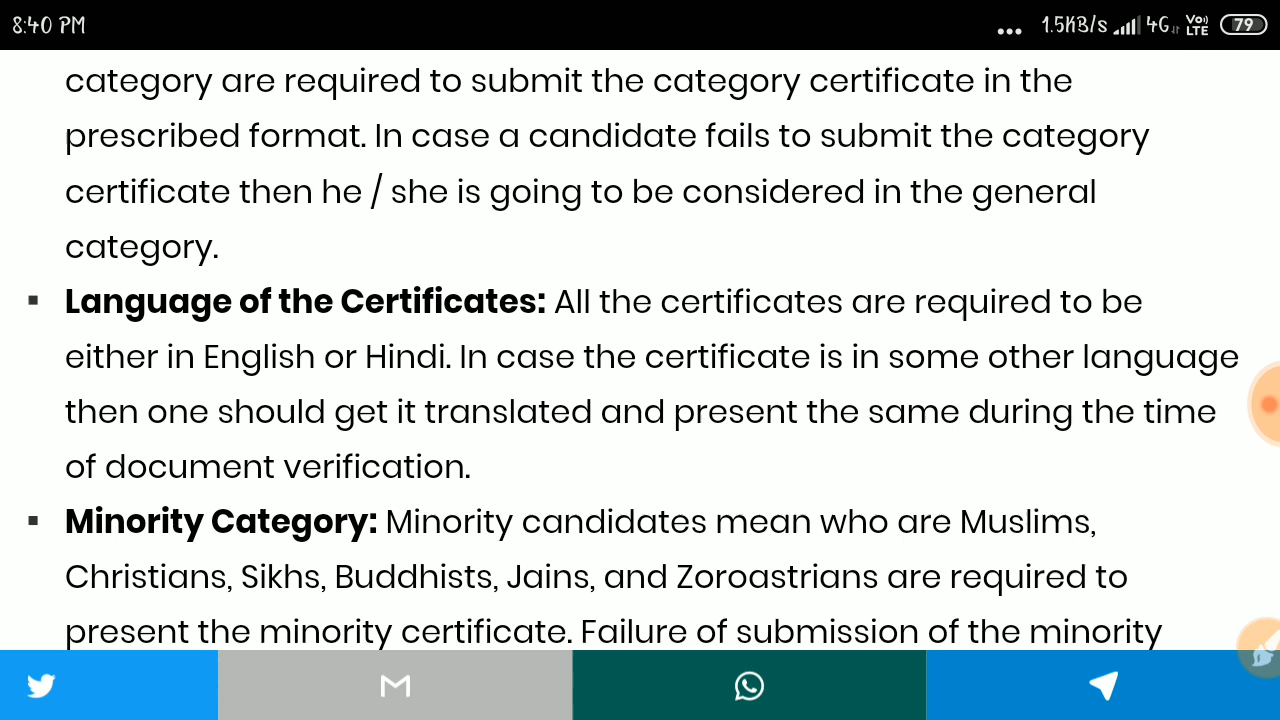 8:40 PM
... 1.5KB/s 4G Vo) LTE 79
category are required to submit the category certificate in the
prescribed format. In case a candidate fails to submit the category
certificate then he / she is going to be considered in the general
category.
▪ Language of the Certificates: All the certificates are required to be
either in English or Hindi. In case the certificate is in some other language
then one should get it translated and present the same during the time
of document verification.
▪ Minority Category: Minority candidates mean who are Muslims,
Christians, Sikhs, Buddhists, Jains, and Zoroastrians are required to
present the minority certificate. Failure of submission of the minority